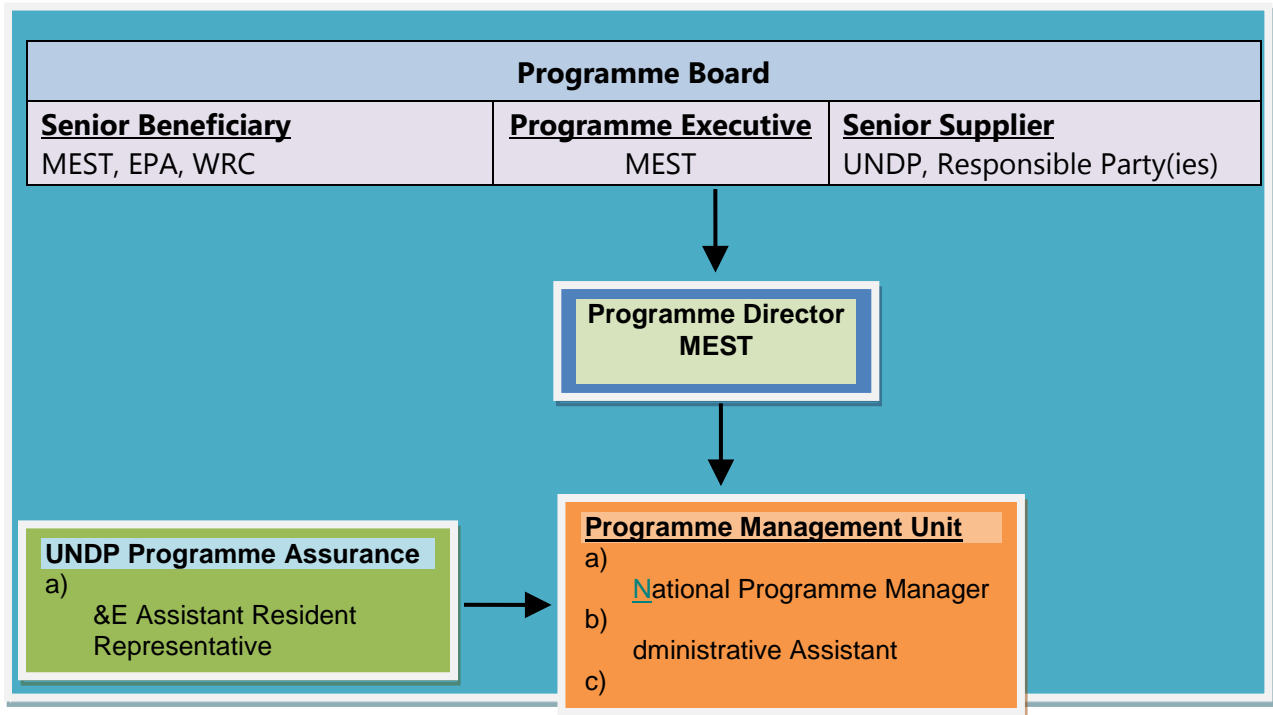 Programme Board
Senior Beneficiary
MEST, EPA, WRC
Programme Executive
MEST
Senior Supplier
UNDP, Responsible Party(ies)
Programme Director
MEST
UNDP Programme Assurance
a)
&E Assistant Resident
Representative
Programme Management Unit
a)
National Programme Manager
b)
dministrative Assistant
c)